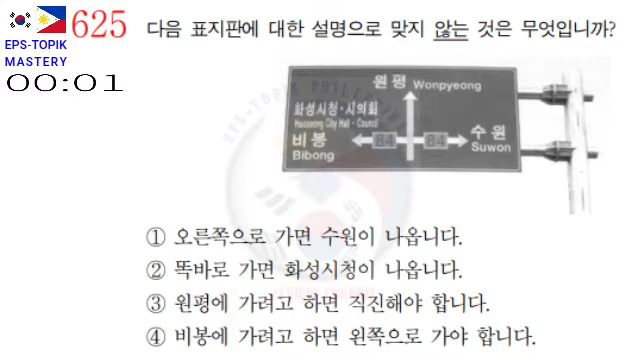 625
다음 표지판에 대한 설명으로 맞지 않는 것은 무엇입니까?
EPS-TOPIK
MASTERY
00:01
원평 Wonpyeong
화성시청·시의회
Hwaseong City Hall · Council
비봉
Bibong
84
84
수원
Suwon
① 오른쪽으로 가면 수원이 나옵니다.
② 똑바로 가면 화성시청이 나옵니다.
③ 원평에 가려고 하면 직진해야 합니다.
④ 비봉에 가려고 하면 왼쪽으로 가야 합니다.